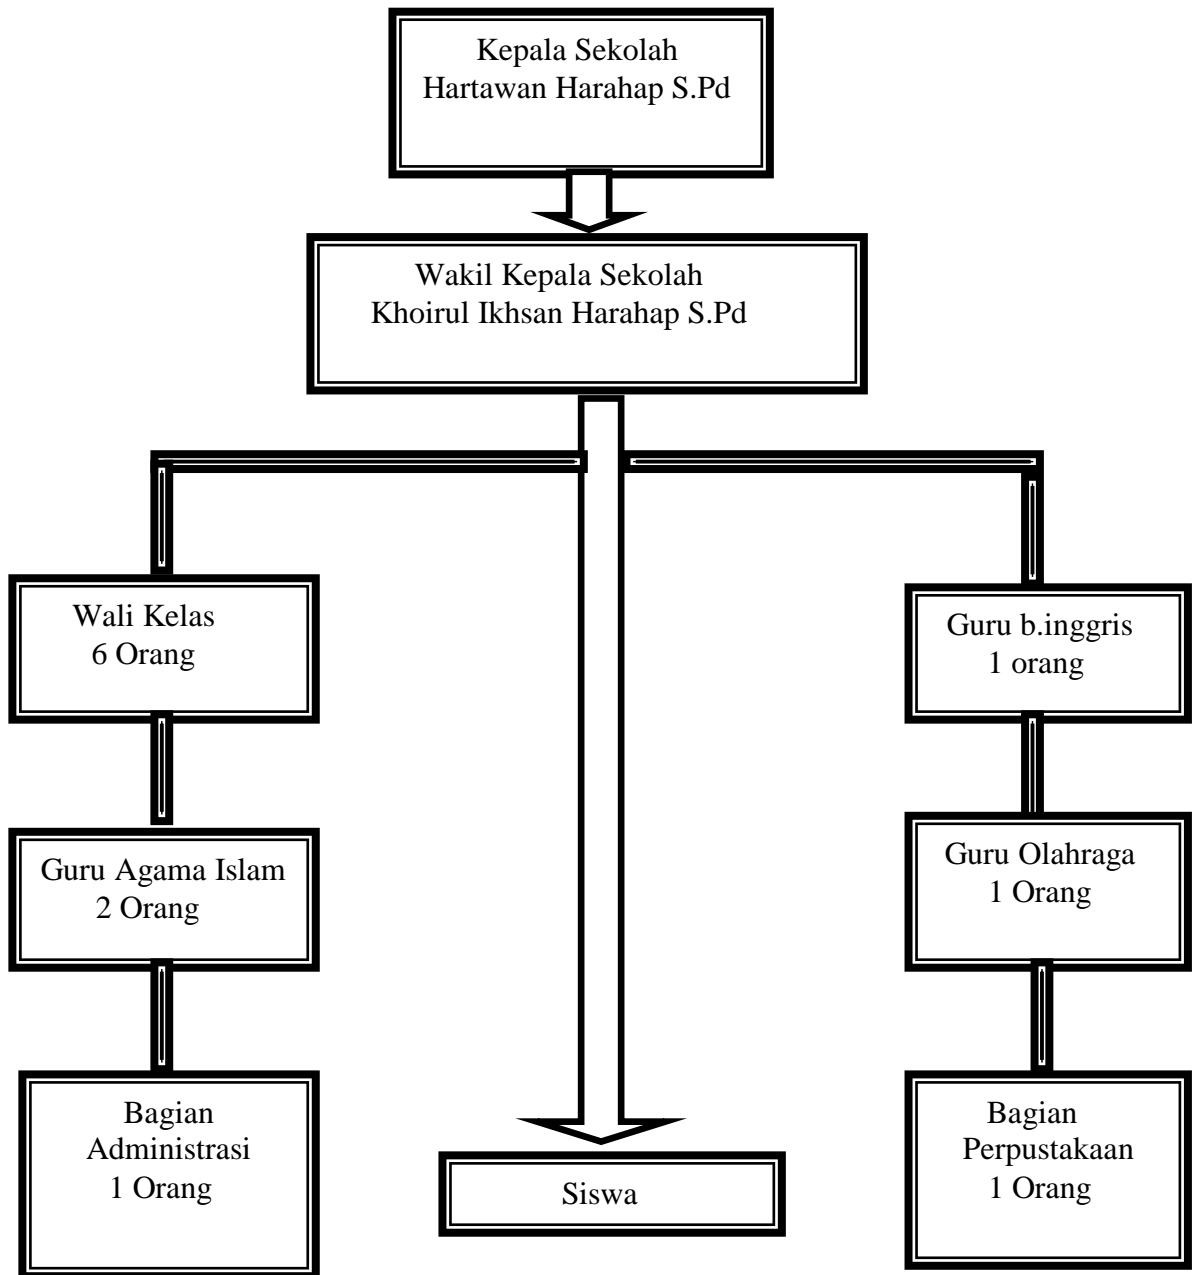 Kepala Sekolah
Hartawan Harahap S.Pd
Wakil Kepala Sekolah
Khoirul Ikhsan Harahap S.Pd
Wali Kelas
6 Orang
Guru b.inggris
1 orang
Guru Agama Islam
2 Orang
Guru Olahraga
1 Orang
Bagian
Administrasi
1 Orang
Siswa
Bagian
Perpustakaan
1 Orang